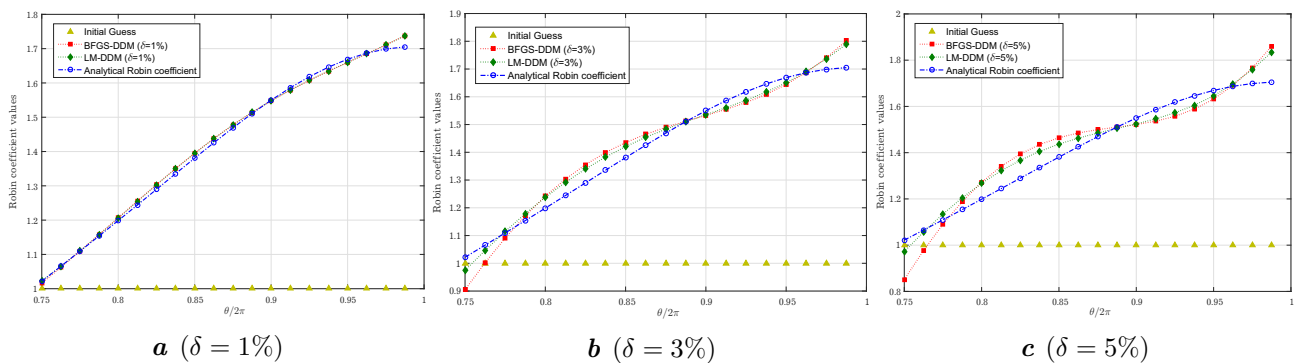 1.8
1.7
1.6
1.5
1.4
1.3
1.2
1.1
1
Robin coefficient values
0.75 0.8 0.85 0.9 0.95 1
θ/2π
Initial Guess
BFGS-DDM (δ=1%)
LM-DDM (δ=1%)
Analytical Robin coefficient
a (δ = 1%)
1.9
1.8
1.7
1.6
1.5
1.4
1.3
1.2
1.1
1
0.9
Robin coefficient values
0.75 0.8 0.85 0.9 0.95 1
θ/2π
Initial Guess
BFGS-DDM (δ=3%)
LM-DDM (δ=3%)
Analytical Robin coefficient
b (δ = 3%)
2
1.8
1.6
1.4
1.2
1
0.8
Robin coefficient values
0.75 0.8 0.85 0.9 0.95 1
θ/2π
Initial Guess
BFGS-DDM (δ=5%)
LM-DDM (δ=5%)
Analytical Robin coefficient
c (δ = 5%)